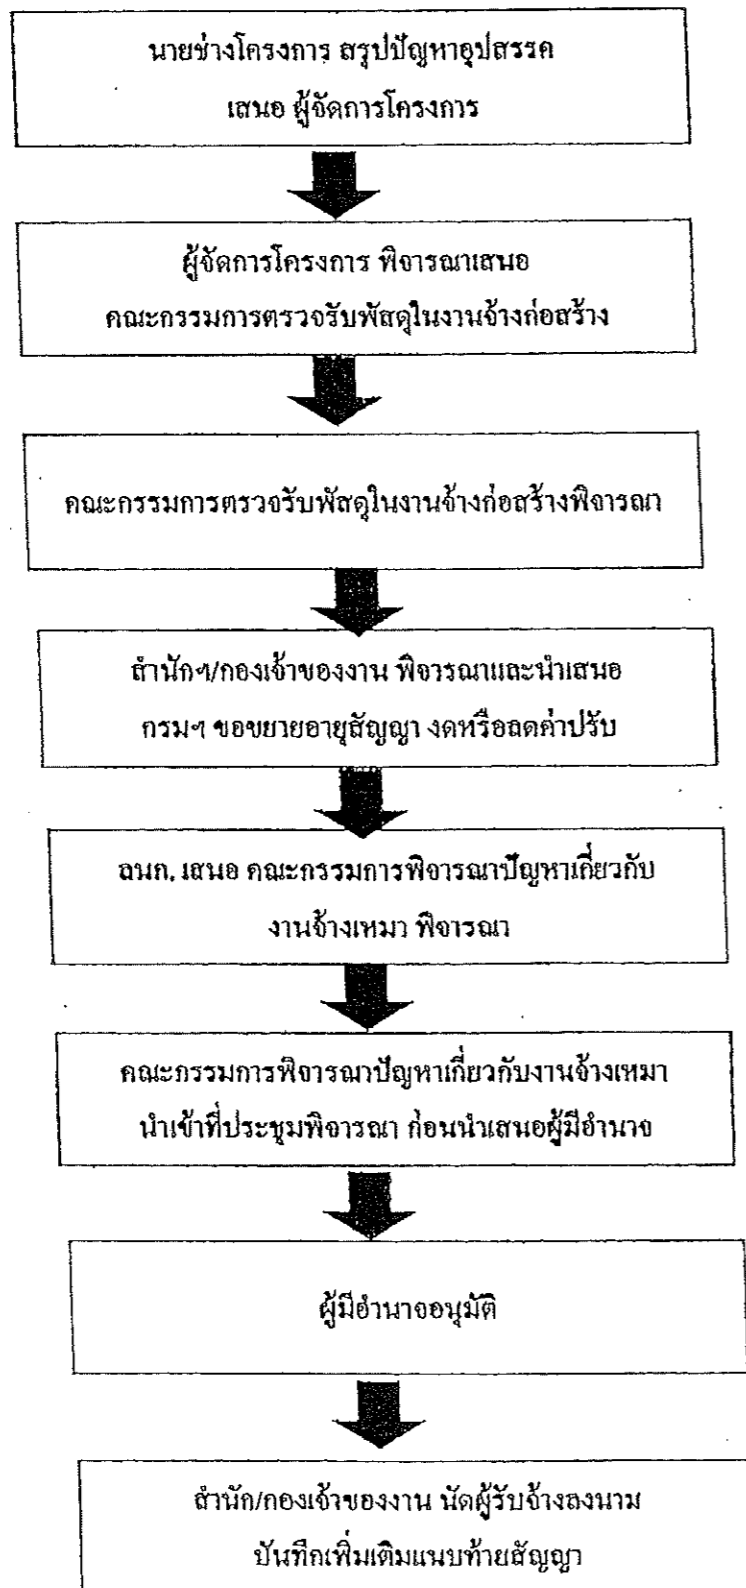 นายช่างโครงการ สรุปปัญหาอุปสรรค
เสนอ ผู้จัดการโครงการ
ผู้จัดการโครงการ พิจารณาเสนอ
คณะกรรมการตรวจรับพัสดุในงานจ้างก่อสร้าง
คณะกรรมการตรวจรับพัสดุในงานจ้างก่อสร้างพิจารณา
สำนักฯ/กองเจ้าของงาน พิจารณาและนำเสนอ
กรมฯ ขอขยายอายุสัญญา งดหรือลดค่าปรับ
ลนก. เสนอ คณะกรรมการพิจารณาปัญหาเกี่ยวกับ
งานจ้างเหมา พิจารณา
คณะกรรมการพิจารณาปัญหาเกี่ยวกับงานจ้างเหมา
นำเข้าที่ประชุมพิจารณา ก่อนนำเสนอผู้มีอำนาจ
ผู้มีอำนาจอนุมัติ
สำนัก/กองเจ้าของงาน นัดผู้รับจ้างลงนาม
บันทึกเพิ่มเติมแนบท้ายสัญญา